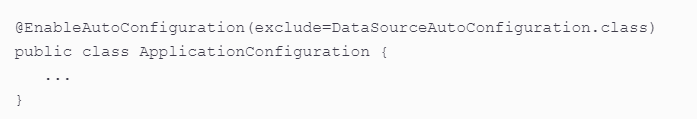 @EnableAutoConfiguration(exclude=DataSourceAutoConfiguration.class)
public class ApplicationConfiguration {
   ...
}